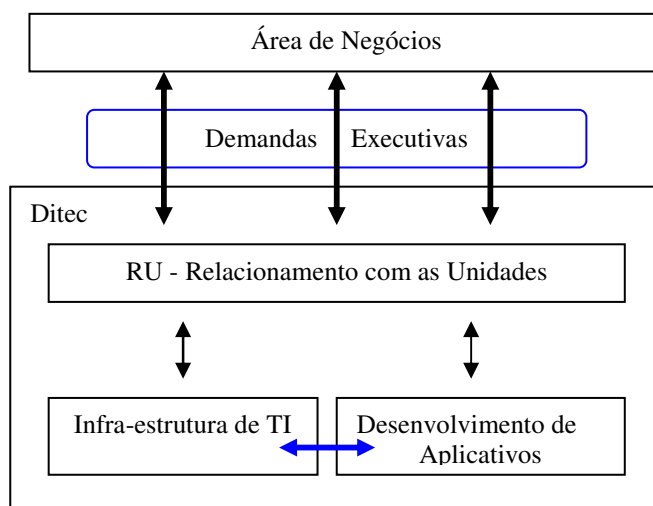 Área de Negócios
Demandas Executivas
Ditec
RU - Relacionamento com as Unidades
Infra-estrutura de TI
Desenvolvimento de
Aplicativos